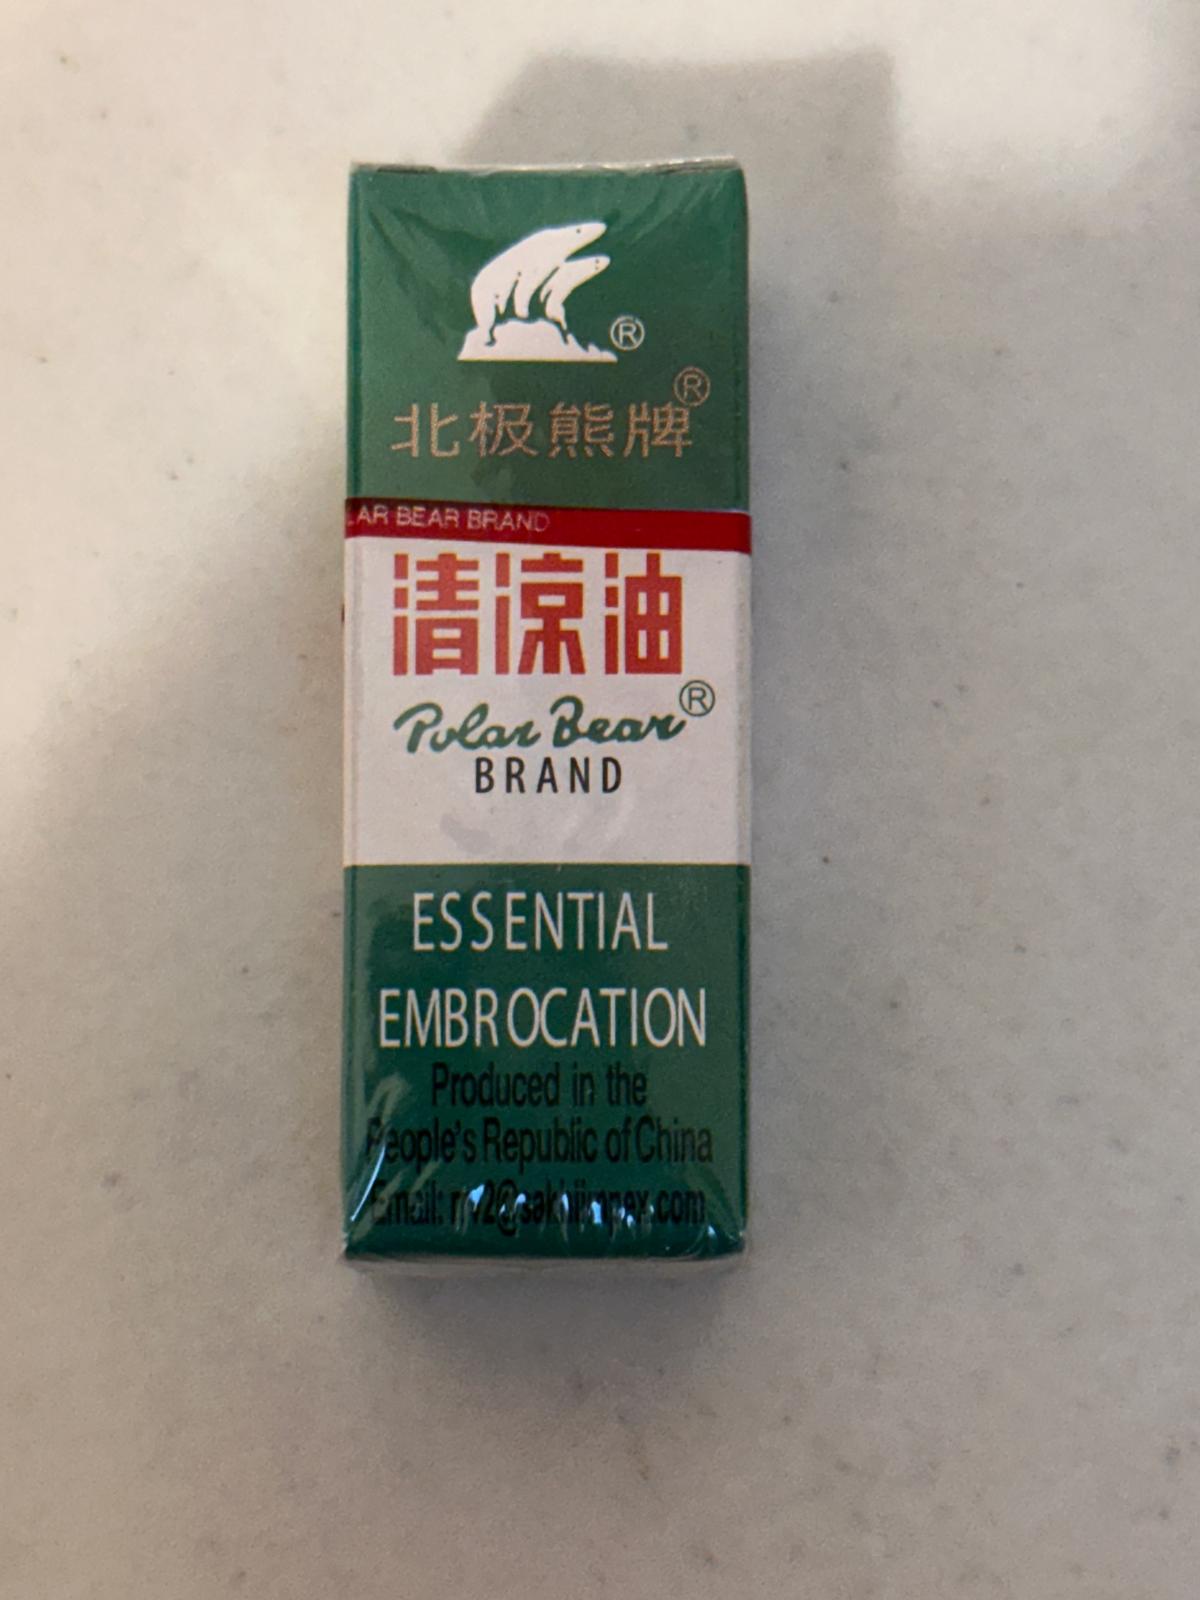 ®
北极熊牌®
AR BEAR BRAND
清凉油
Polar Bear®
BRAND
ESSENTIAL
EMBROCATION
Produced in the
People's Republic of China
Email: